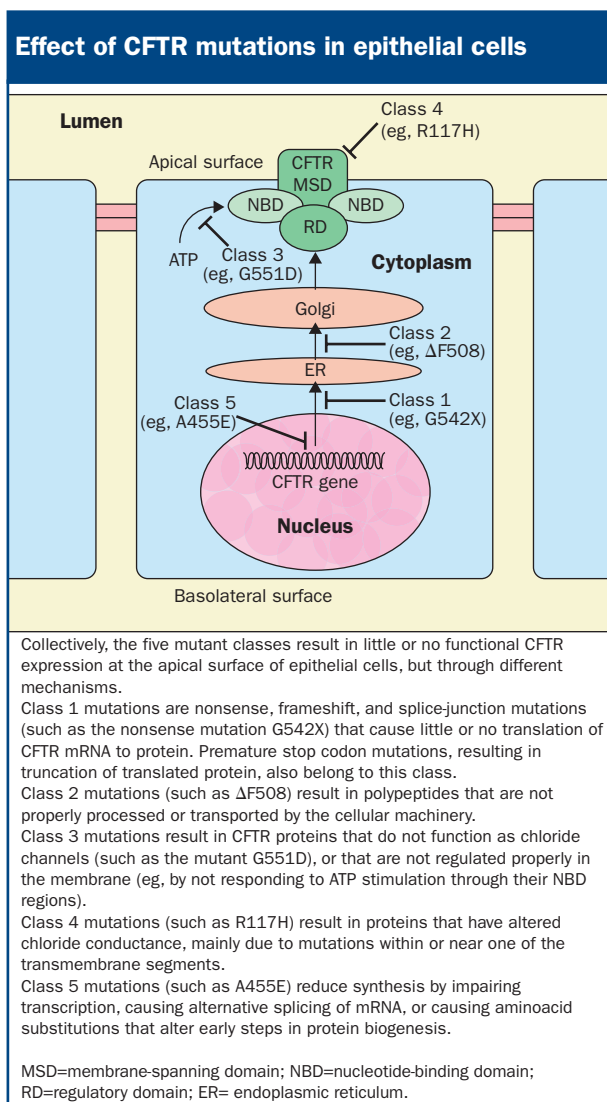 Effect of CFTR mutations in epithelial cells
Class 4
(eg, R117H)
Lumen
Apical surface
CFTR
MSD
NBD
NBD
RD
ATP
Class 3
(eg, G551D)
Cytoplasm
Golgi
Class 2
(eg, ΔF508)
ER
Class 5
(eg, A455E)
Class 1
(eg, G542X)
CFTR gene
Nucleus
Basolateral surface
Collectively, the five mutant classes result in little or no functional CFTR
expression at the apical surface of epithelial cells, but through different
mechanisms.
Class 1 mutations are nonsense, frameshift, and splice-junction mutations
(such as the nonsense mutation G542X) that cause little or no translation of
CFTR mRNA to protein. Premature stop codon mutations, resulting in
truncation of translated protein, also belong to this class.
Class 2 mutations (such as ΔF508) result in polypeptides that are not
properly processed or transported by the cellular machinery.
Class 3 mutations result in CFTR proteins that do not function as chloride
channels (such as the mutant G551D), or that are not regulated properly in
the membrane (eg, by not responding to ATP stimulation through their NBD
regions).
Class 4 mutations (such as R117H) result in proteins that have altered
chloride conductance, mainly due to mutations within or near one of the
transmembrane segments.
Class 5 mutations (such as A455E) reduce synthesis by impairing
transcription, causing alternative splicing of mRNA, or causing aminoacid
substitutions that alter early steps in protein biogenesis.
MSD=membrane-spanning domain; NBD=nucleotide-binding domain;
RD=regulatory domain; ER= endoplasmic reticulum.